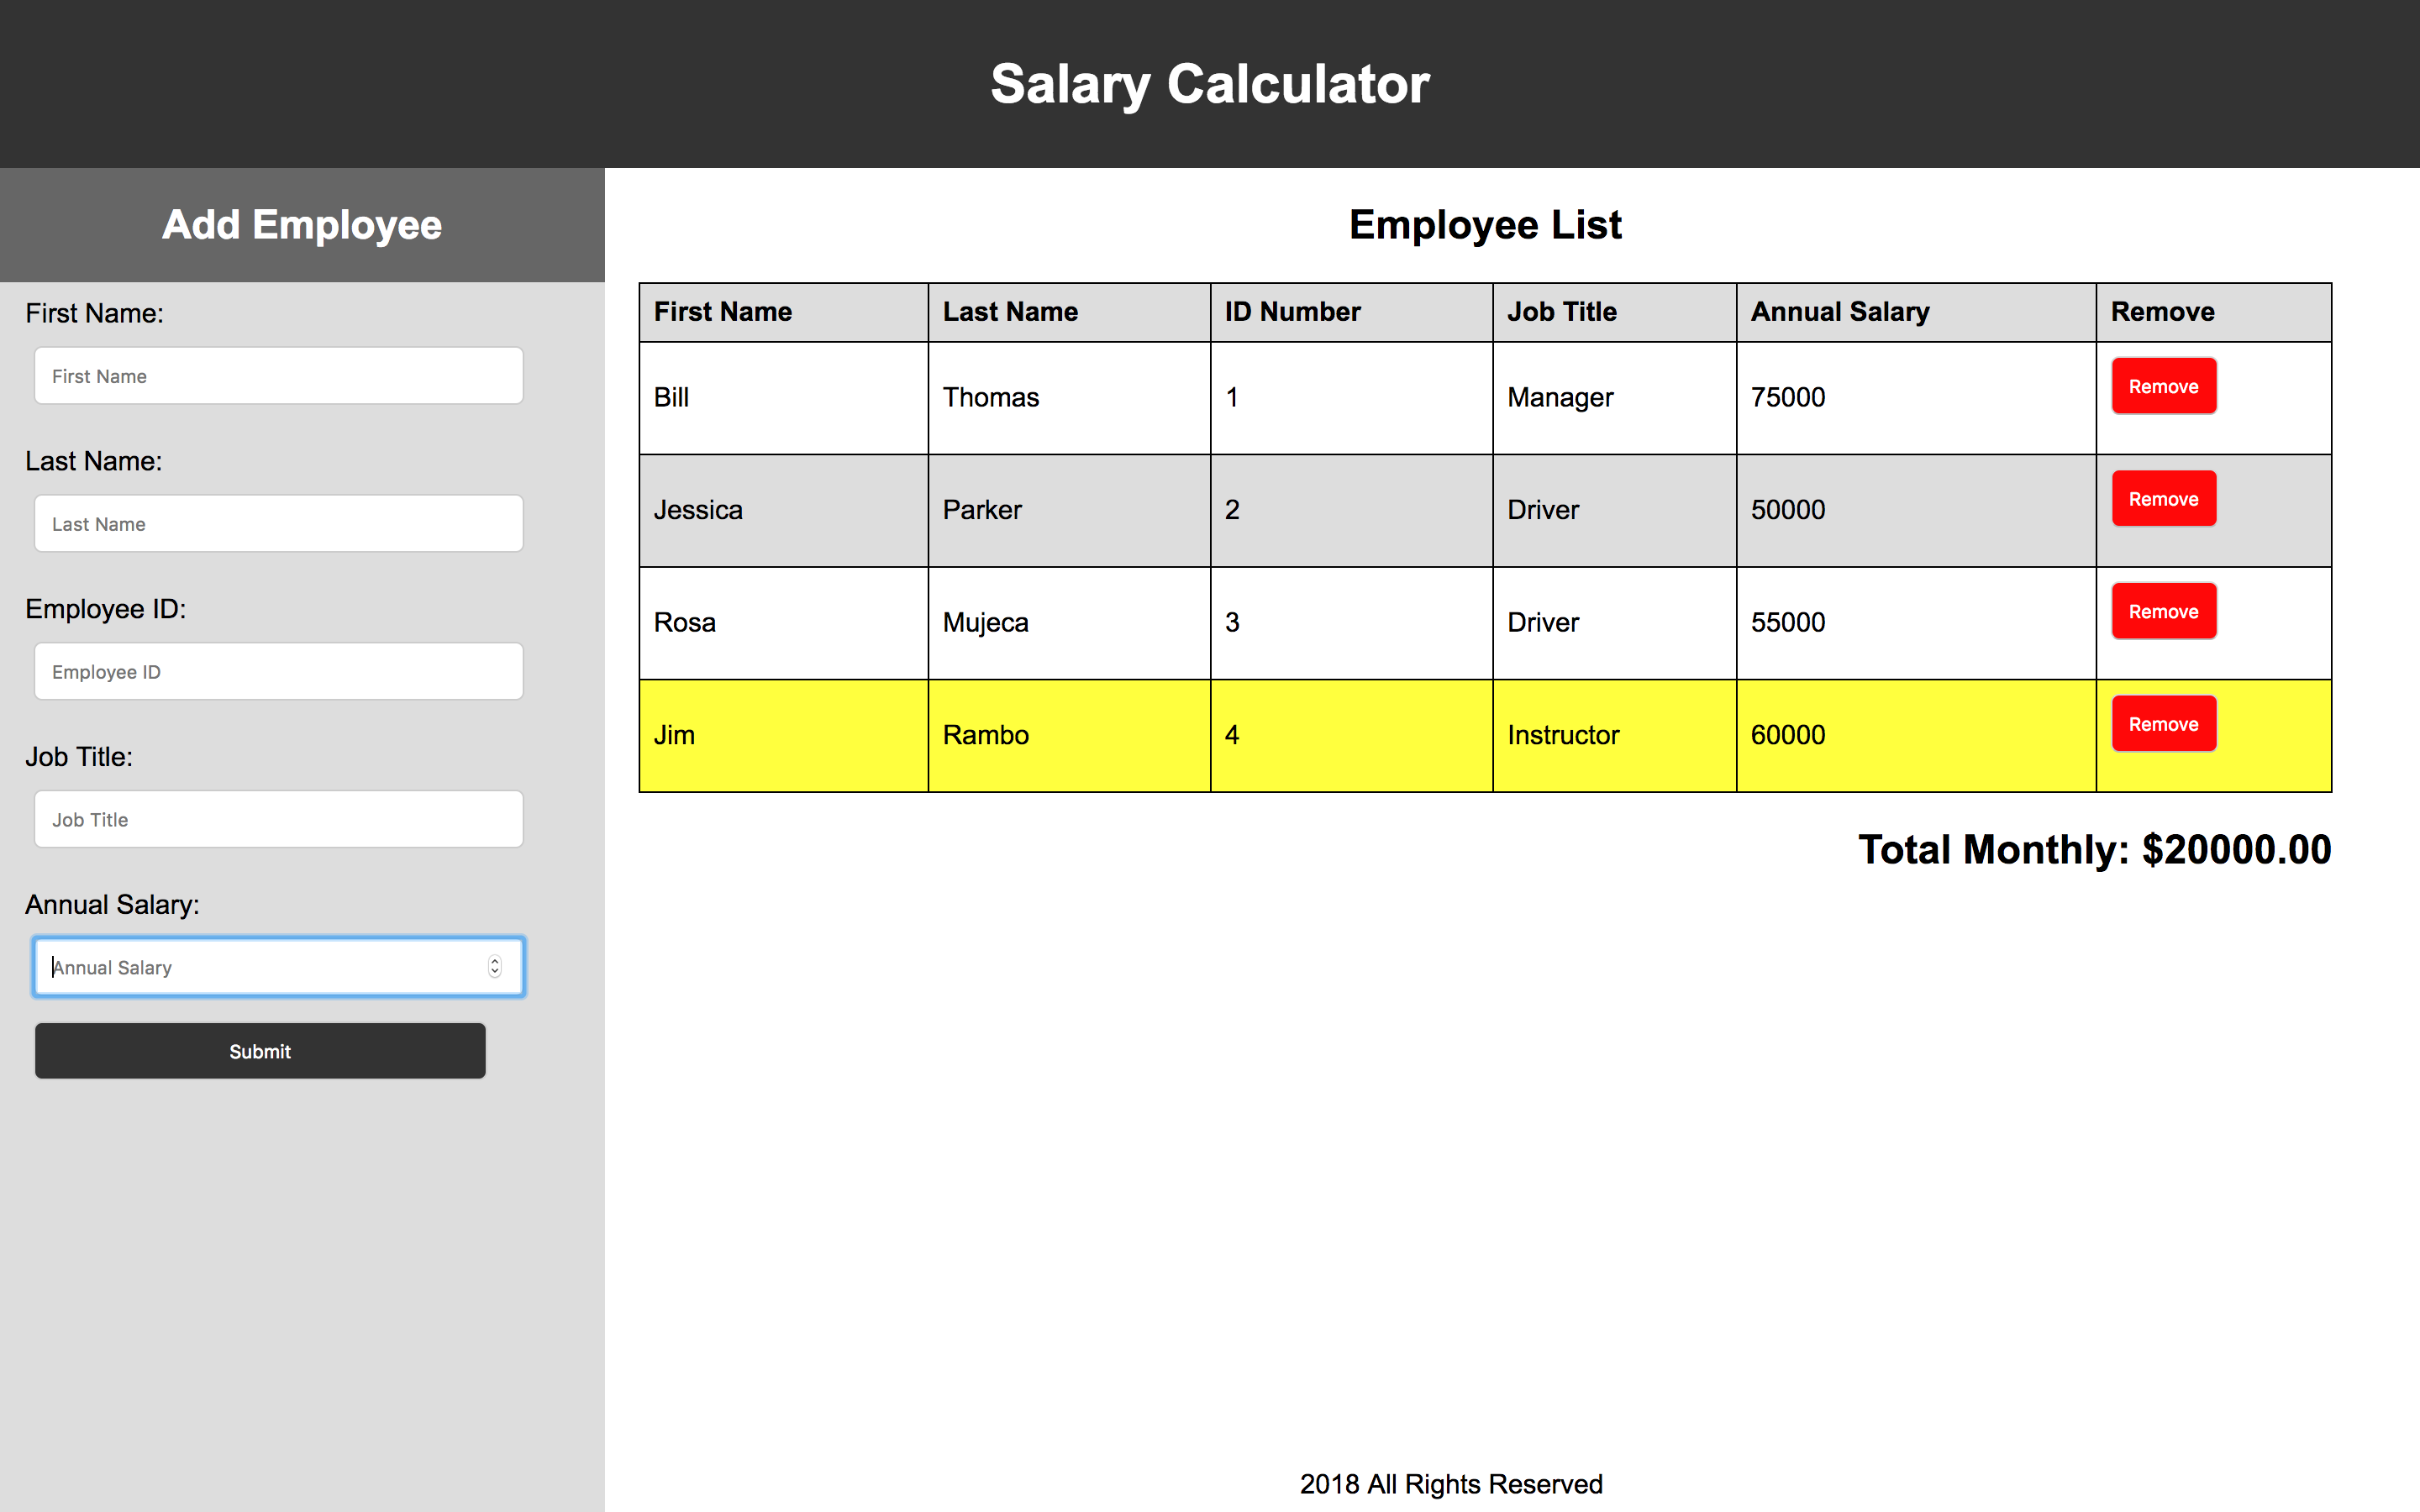 Salary Calculator
Add Employee
First Name:
First Name
Last Name:
Last Name
Employee ID:
Employee ID
Job Title:
Job Title
Annual Salary:
Annual Salary
Submit
Employee List
First Name Last Name ID Number Job Title Annual Salary Remove
Bill Thomas 1 Manager 75000 Remove
Jessica Parker 2 Driver 50000 Remove
Rosa Mujeca 3 Driver 55000 Remove
Jim Rambo 4 Instructor 60000 Remove
Total Monthly: $20000.00
2018 All Rights Reserved